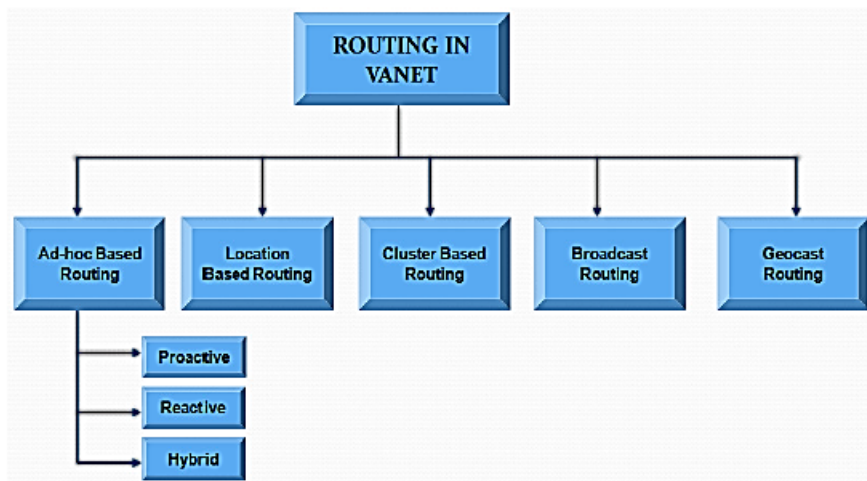 ROUTING IN
VANET
Ad-hoc Based
Routing
Location
Based Routing
Cluster Based
Routing
Broadcast
Routing
Geocast
Routing
Proactive
Reactive
Hybrid